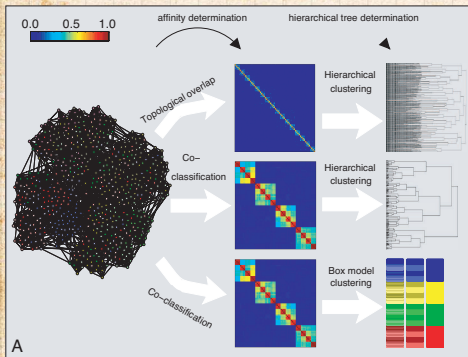 affinity determination
hierarchical tree determination
0.0
0.5
1.0
Topological overlap
Hierarchical
clustering
Co–
classification
Hierarchical
clustering
Co–classification
Box model
clustering
A